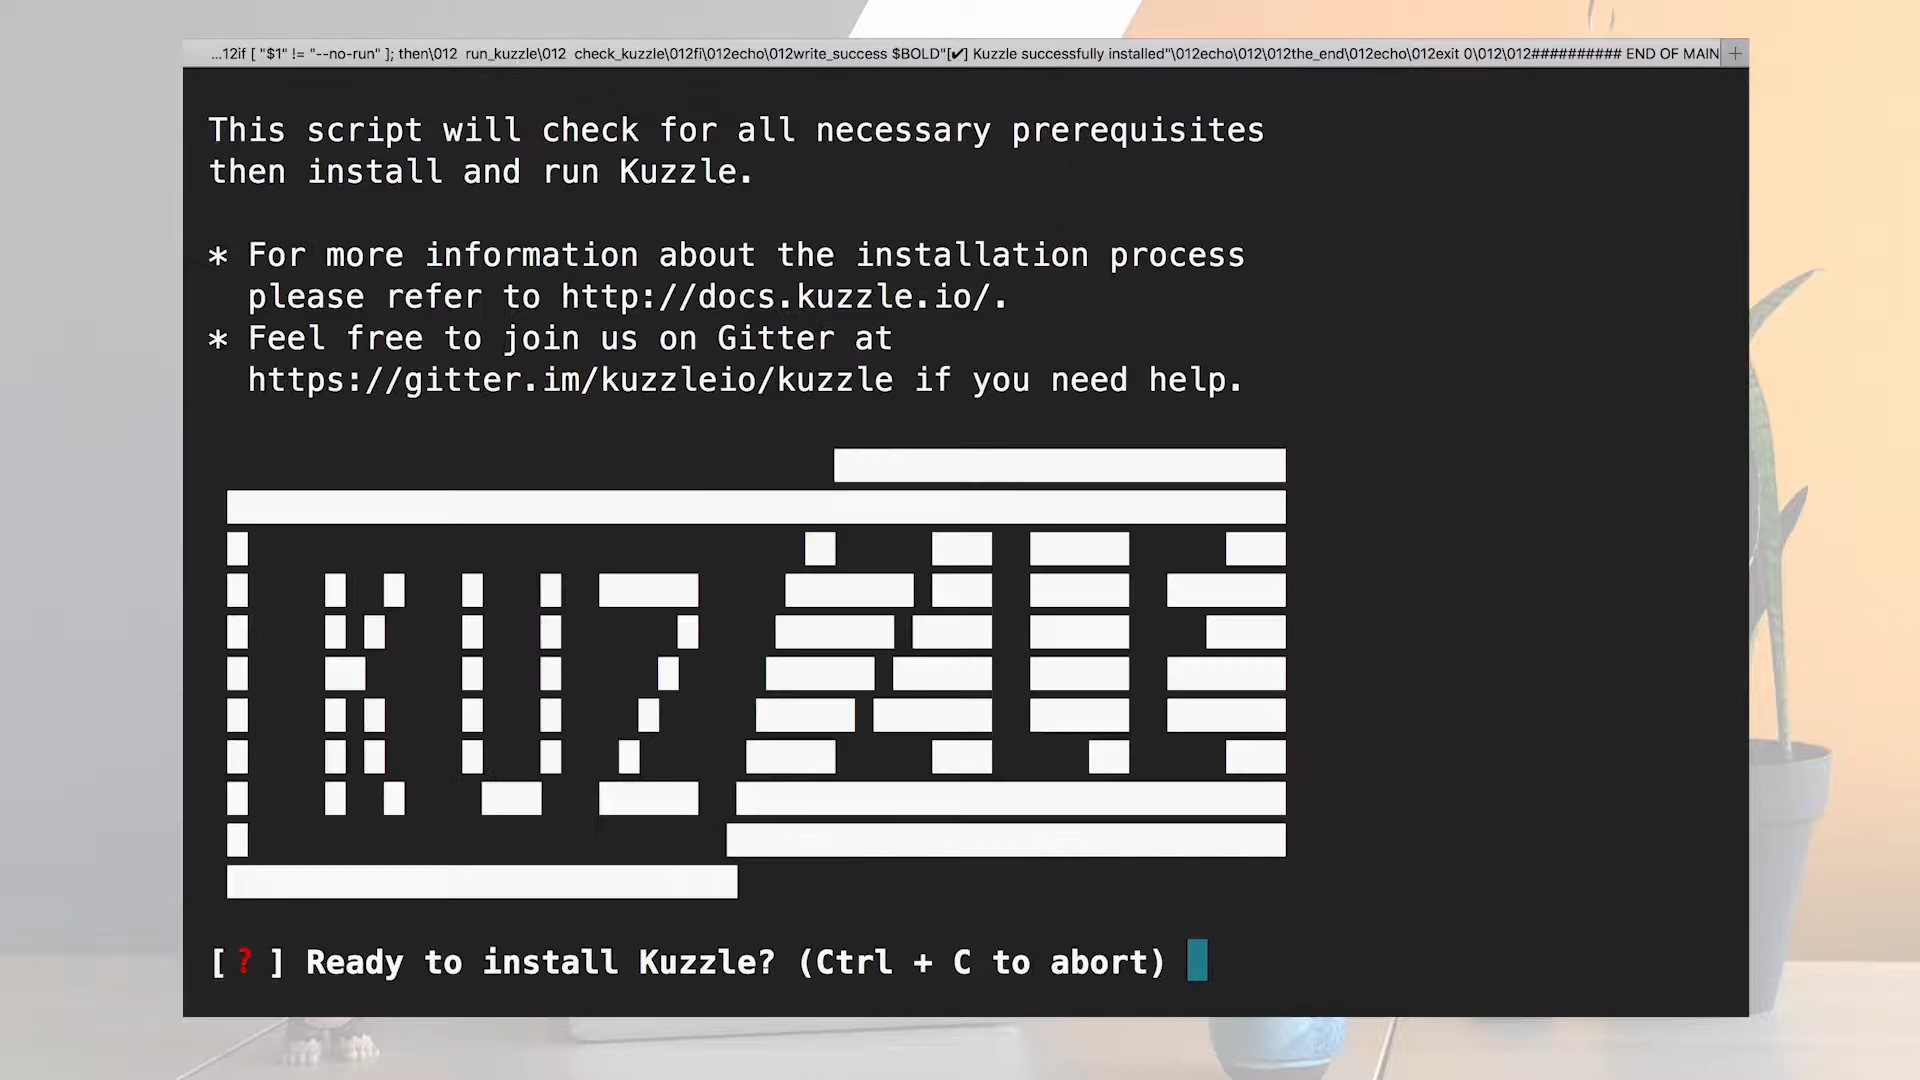 ...12if [ "$1" != "--no-run" ]; then\012  run_kuzzle\012  check_kuzzle\012fi\012echo\012write_success $BOLD"[✔] Kuzzle successfully installed"\012echo\012\012the_end\012echo\012exit 0\012\012########## END OF MAIN
This script will check for all necessary prerequisites
then install and run Kuzzle.
* For more information about the installation process
please refer to http://docs.kuzzle.io/.
* Feel free to join us on Gitter at
https://gitter.im/kuzzleio/kuzzle if you need help.
KUZZLE
[ ? ] Ready to install Kuzzle? (Ctrl + C to abort)